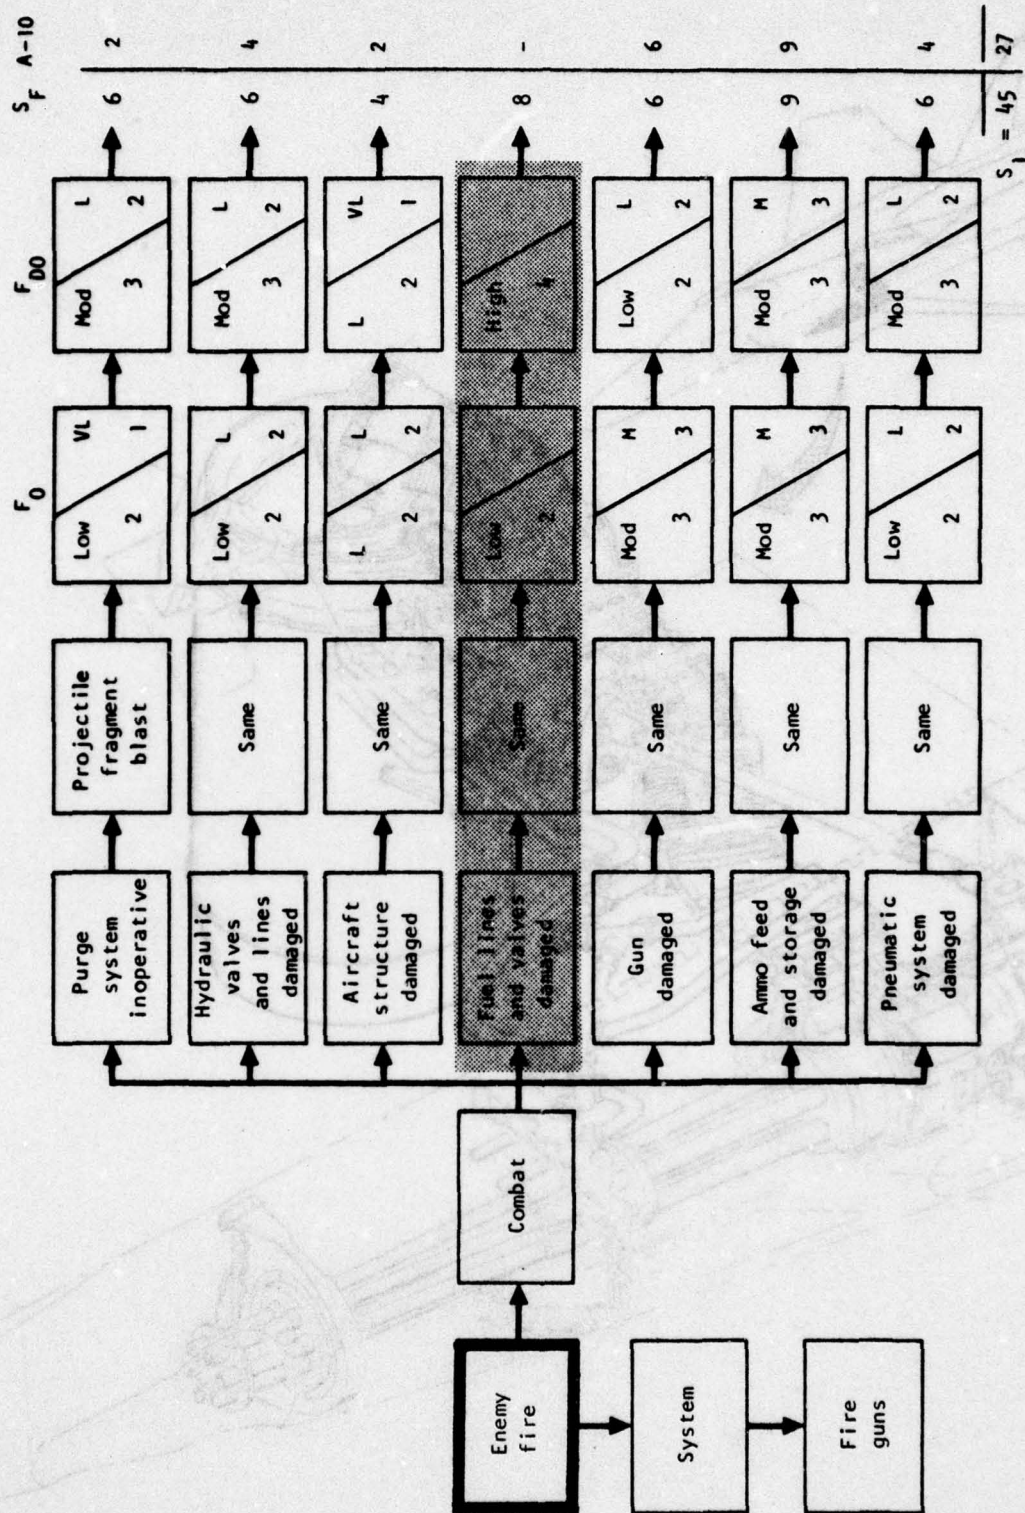 F_O F_DO S_F A-10
Enemy
fire
System
Fire
guns
Combat
Purge
system
inoperative
Projectile
fragment
blast
Low 2 VL 1
Mod 3 L 2
6 2
Hydraulic
valves
and lines
damaged
Same
Low 2 L 2
Mod 3 L 2
6 4
Aircraft
structure
damaged
Same
L 2 L 2
L 2 VL 1
4 2
Fuel lines
and valves
damaged
Same
Low 2
High 4
8 -
Gun
damaged
Same
Mod 3 M 3
Low 2 L 2
6 6
Ammo feed
and storage
damaged
Same
Mod 3 M 3
Mod 3 M 3
9 9
Pneumatic
system
damaged
Same
Low 2 L 2
Mod 3 L 2
6 4
S_I = 45 27